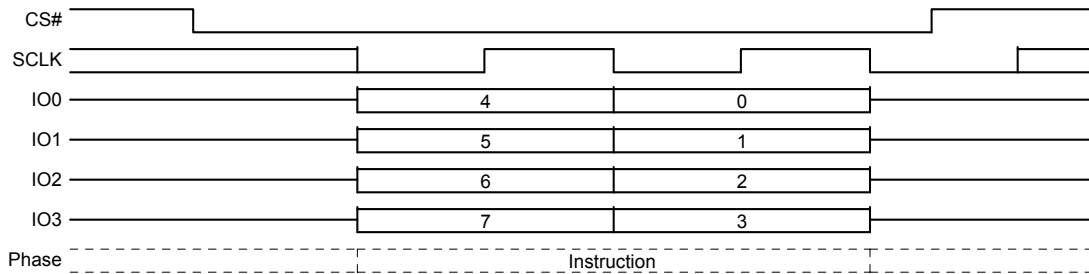 CS#
SCLK
IO0 4 0
IO1 5 1
IO2 6 2
IO3 7 3
Phase Instruction